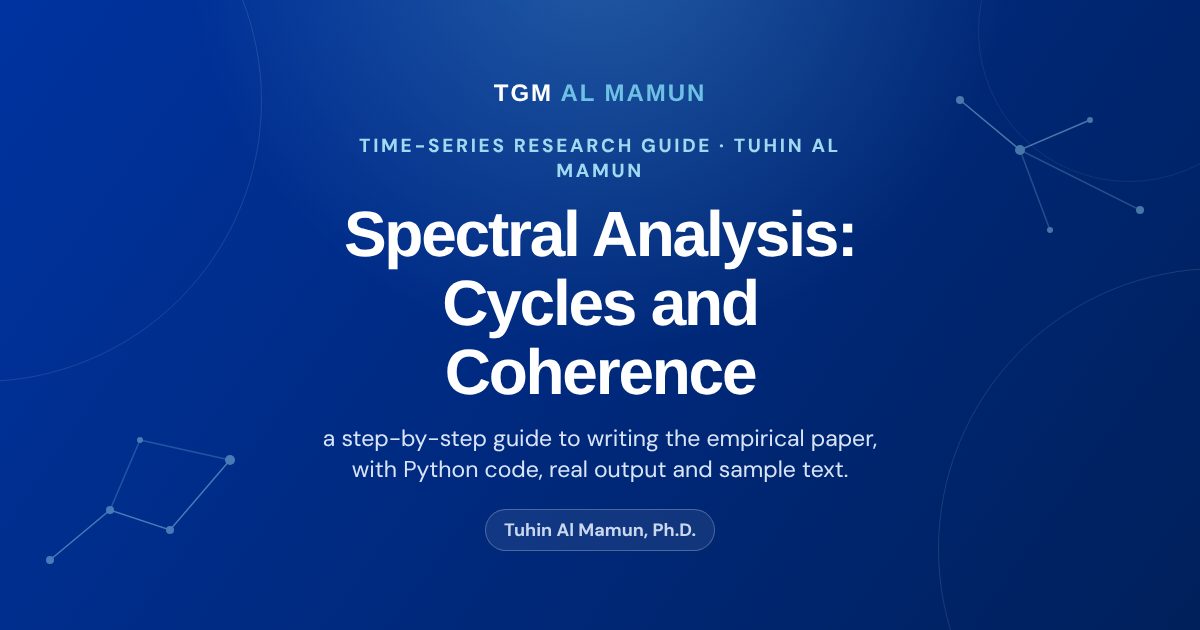 TGM AL MAMUN
TIME-SERIES RESEARCH GUIDE · TUHIN AL
MAMUN
Spectral Analysis:
Cycles and
Coherence
a step-by-step guide to writing the empirical paper,
with Python code, real output and sample text.
Tuhin Al Mamun, Ph.D.